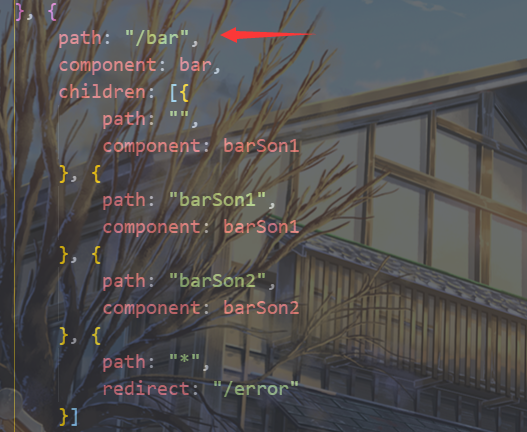 }, {
path: "/bar",
component: bar,
children: [{
path: "",
component: barSon1
}, {
path: "barSon1",
component: barSon1
}, {
path: "barSon2",
component: barSon2
}, {
path: "*",
redirect: "/error"
}]